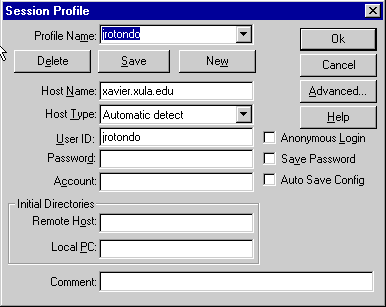 Session Profile
Profile Name: jrotondo
Ok
Delete Save New
Cancel
Host Name: xavier.xula.edu
Advanced...
Host Type: Automatic detect
Help
User ID: jrotondo
Anonymous Login
Password:
Save Password
Account:
Auto Save Config
Initial Directories
Remote Host:
Local PC:
Comment: